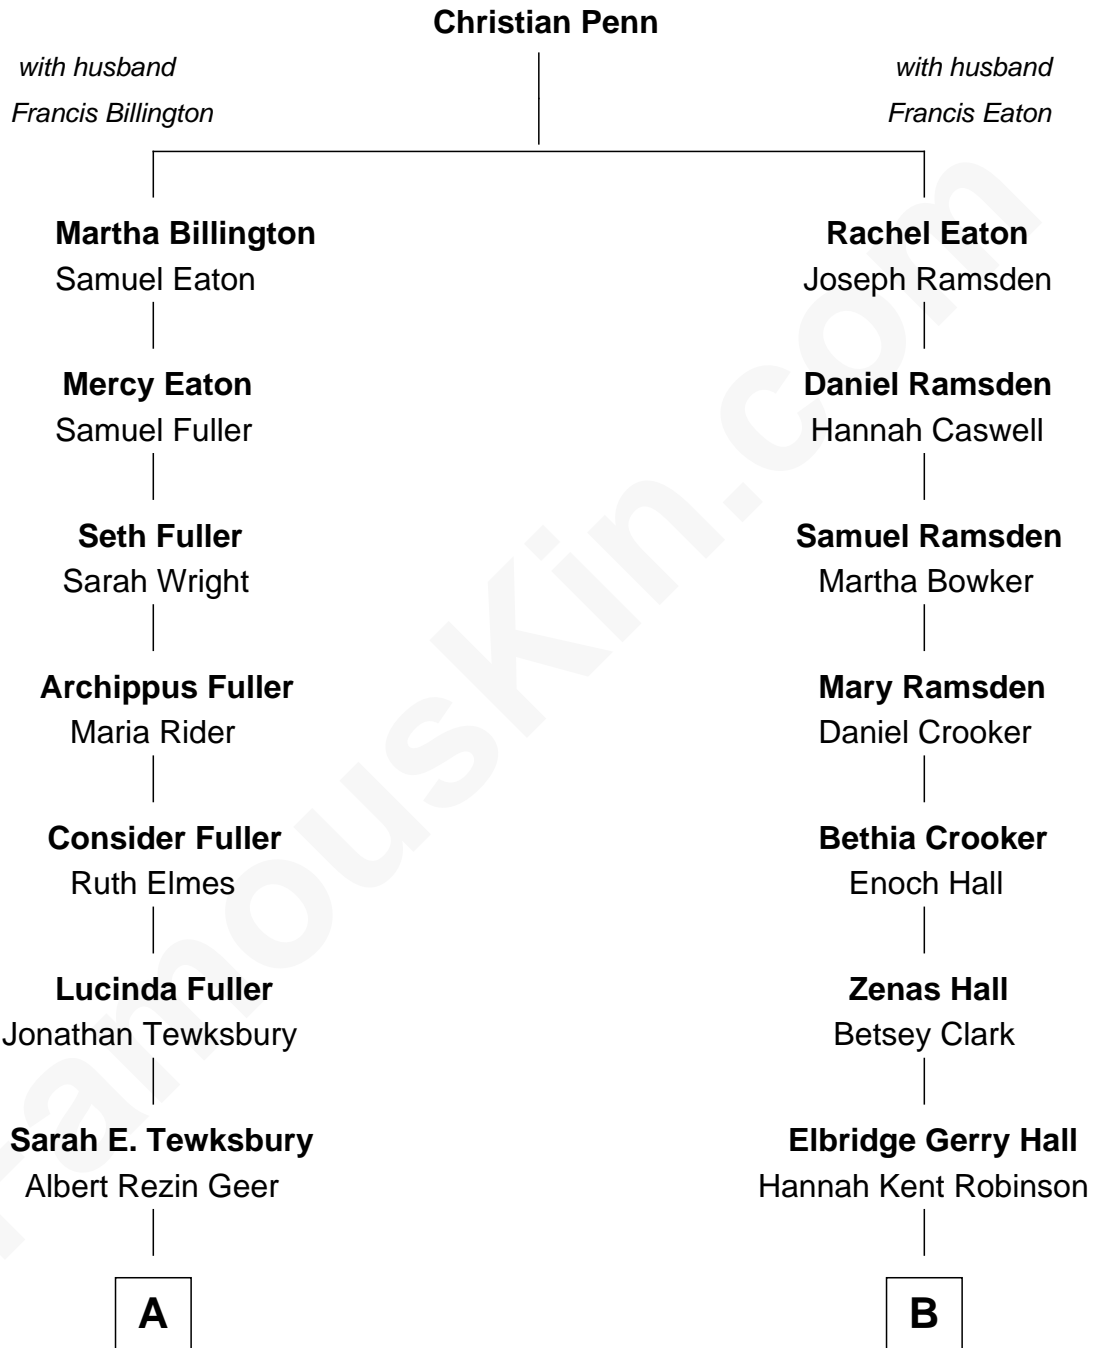 Christian Penn
with husband
Francis Billington
with husband
Francis Eaton
Martha Billington
Samuel Eaton
Rachel Eaton
Joseph Ramsden
Mercy Eaton
Samuel Fuller
Daniel Ramsden
Hannah Caswell
Seth Fuller
Sarah Wright
Samuel Ramsden
Martha Bowker
Archippus Fuller
Maria Rider
Mary Ramsden
Daniel Crooker
Consider Fuller
Ruth Elmes
Bethia Crooker
Enoch Hall
Lucinda Fuller
Jonathan Tewksbury
Zenas Hall
Betsey Clark
Sarah E. Tewksbury
Albert Rezin Geer
Elbridge Gerry Hall
Hannah Kent Robinson
A
B
FamousKin.com